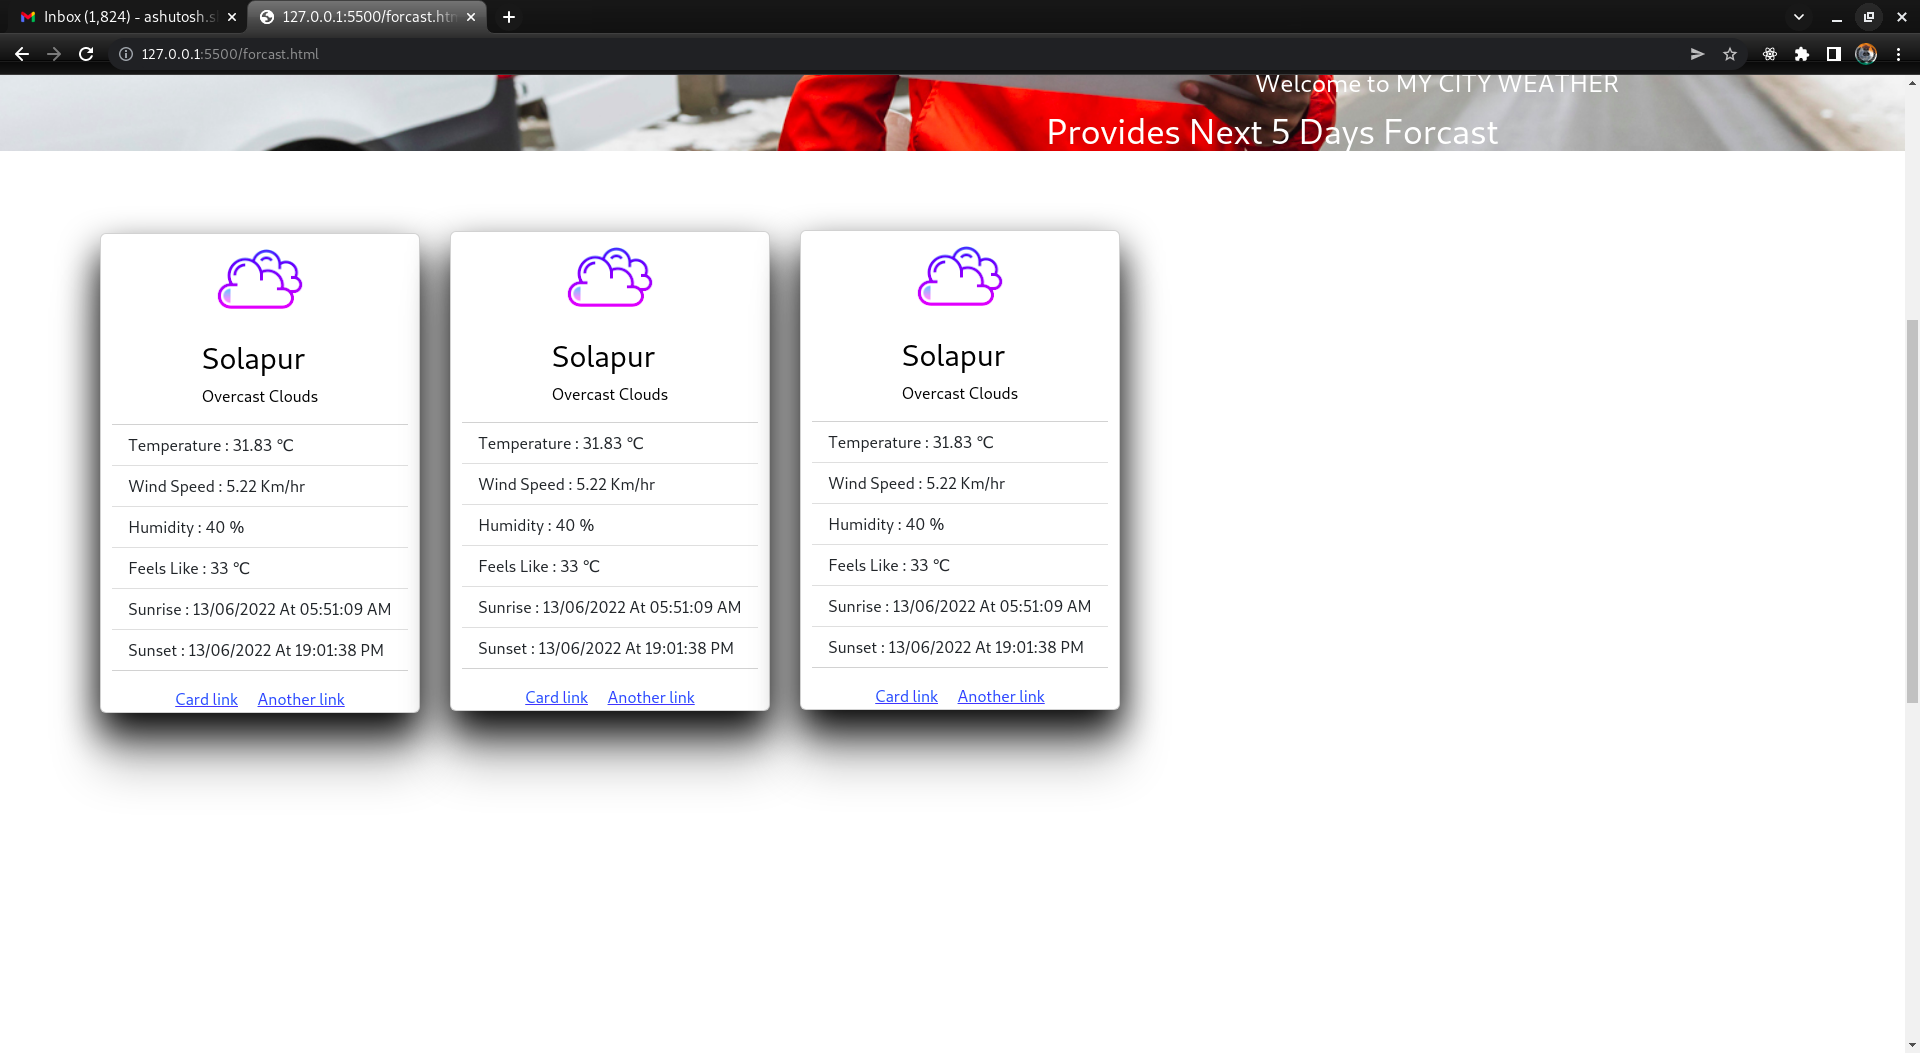 Inbox (1,824) - ashutosh.s
127.0.0.1:5500/forcast.htm
127.0.0.1:5500/forcast.html
Welcome to MY CITY WEATHER
Provides Next 5 Days Forcast
Solapur
Overcast Clouds
Temperature : 31.83 °C
Wind Speed : 5.22 Km/hr
Humidity : 40 %
Feels Like : 33 °C
Sunrise : 13/06/2022 At 05:51:09 AM
Sunset : 13/06/2022 At 19:01:38 PM
Card link Another link
Solapur
Overcast Clouds
Temperature : 31.83 °C
Wind Speed : 5.22 Km/hr
Humidity : 40 %
Feels Like : 33 °C
Sunrise : 13/06/2022 At 05:51:09 AM
Sunset : 13/06/2022 At 19:01:38 PM
Card link Another link
Solapur
Overcast Clouds
Temperature : 31.83 °C
Wind Speed : 5.22 Km/hr
Humidity : 40 %
Feels Like : 33 °C
Sunrise : 13/06/2022 At 05:51:09 AM
Sunset : 13/06/2022 At 19:01:38 PM
Card link Another link